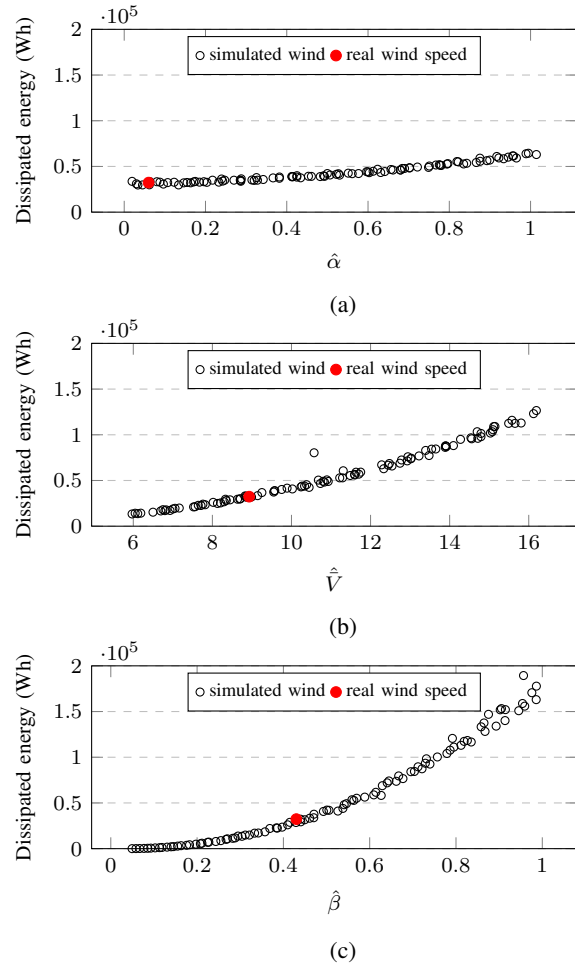 ·10^5
2
1.5
1
0.5
0
Dissipated energy (Wh)
simulated wind real wind speed
0 0.2 0.4 0.6 0.8 1
α̂
(a)
·10^5
2
1.5
1
0.5
0
Dissipated energy (Wh)
simulated wind real wind speed
6 8 10 12 14 16
V̄̂
(b)
·10^5
2
1.5
1
0.5
0
Dissipated energy (Wh)
simulated wind real wind speed
0 0.2 0.4 0.6 0.8 1
β̂
(c)